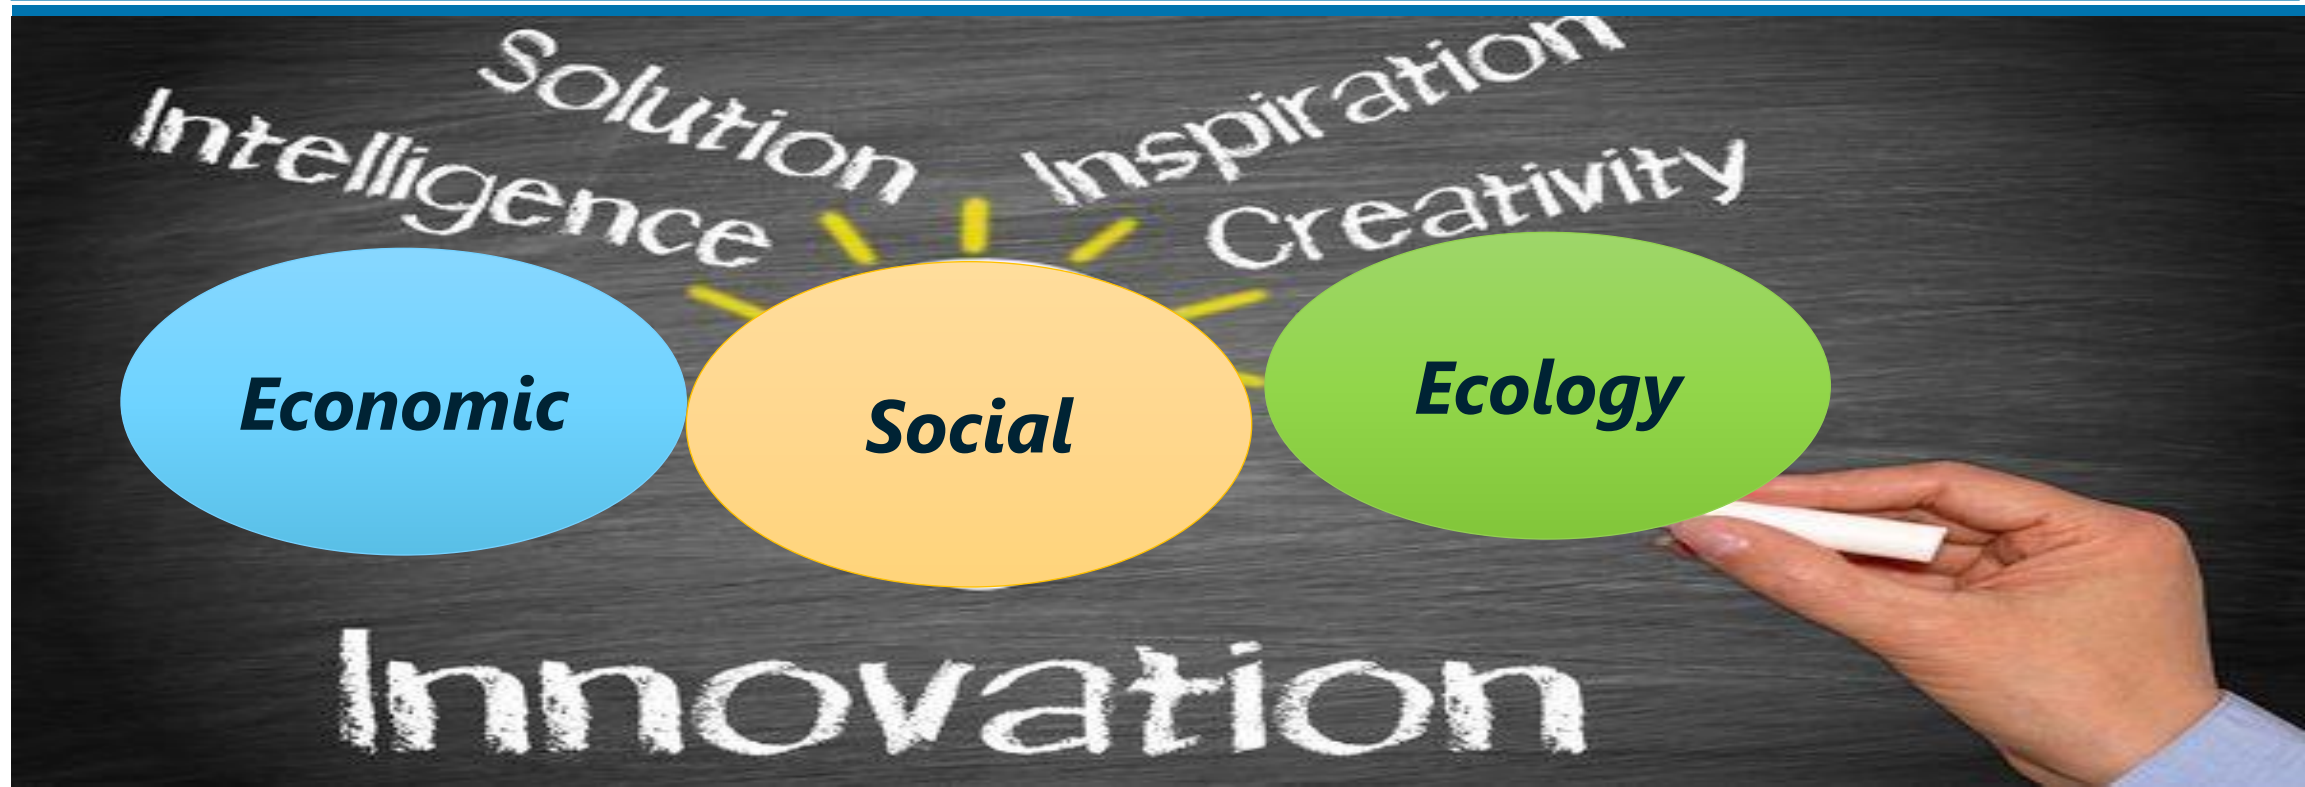 Solution
Inspiration
Intelligence
Creativity
Economic
Social
Ecology
Innovation